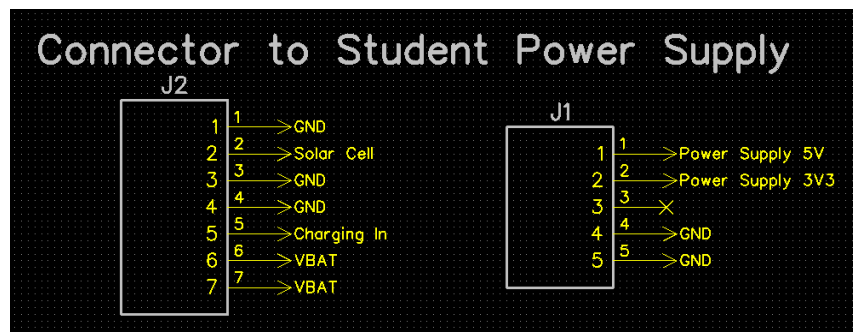 Connector to Student Power Supply
J2
1 1 GND
2 2 Solar Cell
3 3 GND
4 4 GND
5 5 Charging In
6 6 VBAT
7 7 VBAT
J1
1 1 Power Supply 5V
2 2 Power Supply 3V3
3 3
4 4 GND
5 5 GND